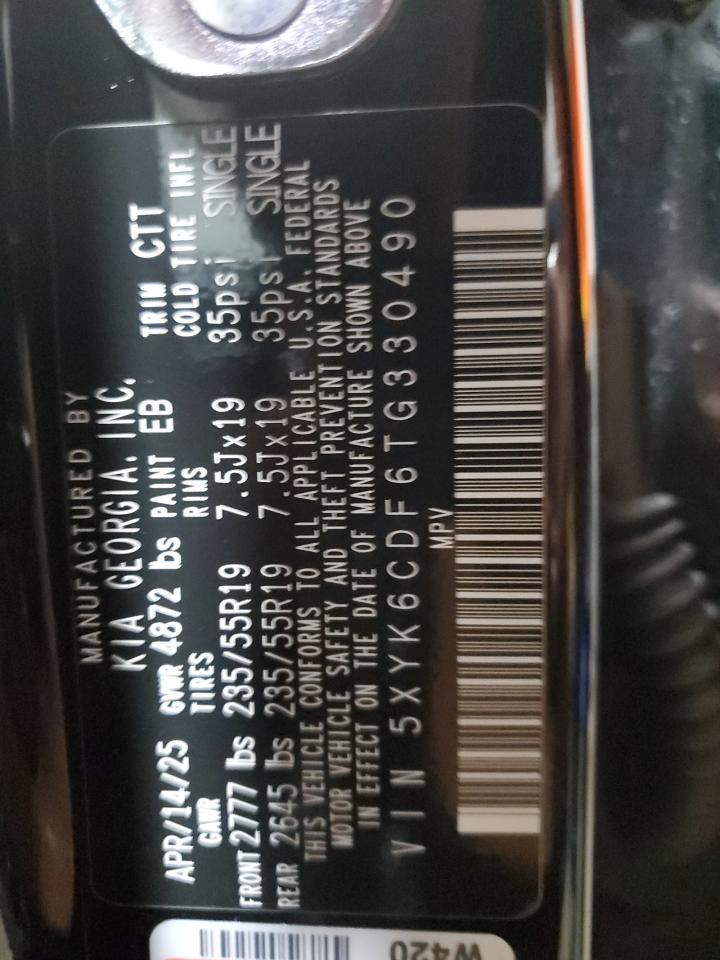 MANUFACTURED BY
KIA GEORGIA, INC.
APR/14/25 GVWR 4872 lbs PAINT EB TRIM CTT
GAWR TIRES RIMS COLD TIRE INFL
FRONT 2777 lbs 235/55R19 7.5Jx19 35psi SINGLE
REAR 2645 lbs 235/55R19 7.5Jx19 35psi SINGLE
THIS VEHICLE CONFORMS TO ALL APPLICABLE U.S.A. FEDERAL
MOTOR VEHICLE SAFETY AND THEFT PREVENTION STANDARDS
IN EFFECT ON THE DATE OF MANUFACTURE SHOWN ABOVE
VIN 5XYK6CDF6TG330490
MPV
W420